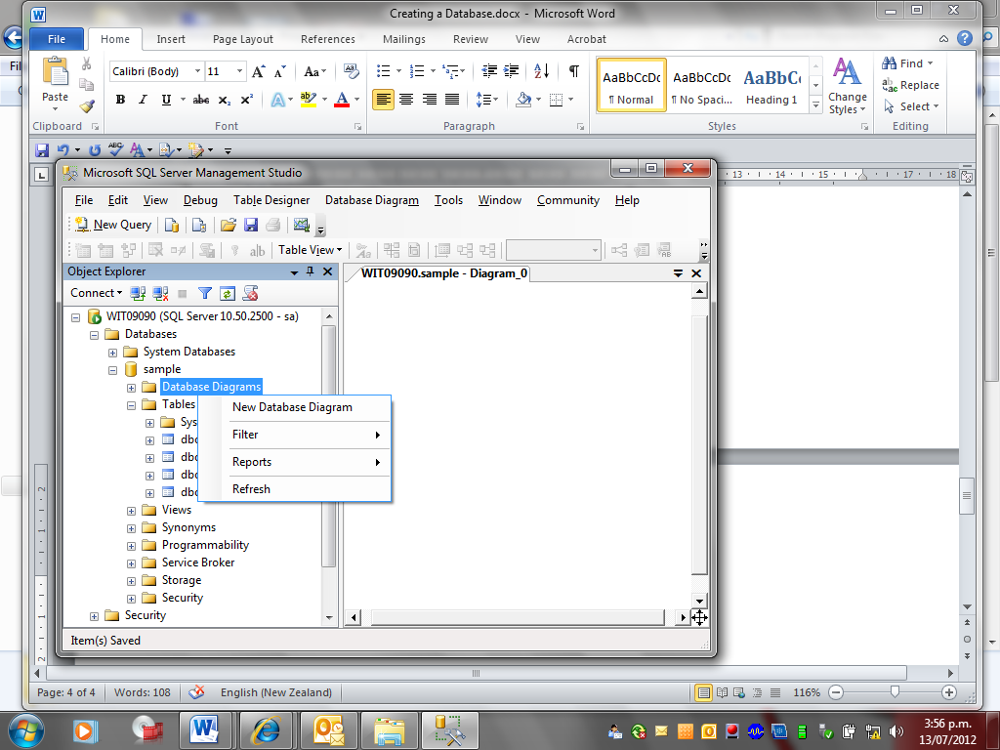 Creating a Database.docx - Microsoft Word
File Home Insert Page Layout References Mailings Review View Acrobat
Calibri (Body) 11
Paste
AaBbCcDc AaBbCcDc AaBbC
¶ Normal ¶ No Spaci... Heading 1
Change Styles
Find
Replace
Select
Clipboard Font Paragraph Styles Editing
13 14 15 17 18
Microsoft SQL Server Management Studio
File Edit View Debug Table Designer Database Diagram Tools Window Community Help
New Query
Table View
Object Explorer
WIT09090.sample - Diagram_0
Connect
WIT09090 (SQL Server 10.50.2500 - sa)
Databases
System Databases
sample
Database Diagrams
Tables
Sys
dbo
dbo
dbo
dbo
New Database Diagram
Filter
Reports
Refresh
Views
Synonyms
Programmability
Service Broker
Storage
Security
Security
Item(s) Saved
Page: 4 of 4 Words: 108 English (New Zealand) 116%
3:56 p.m.
13/07/2012